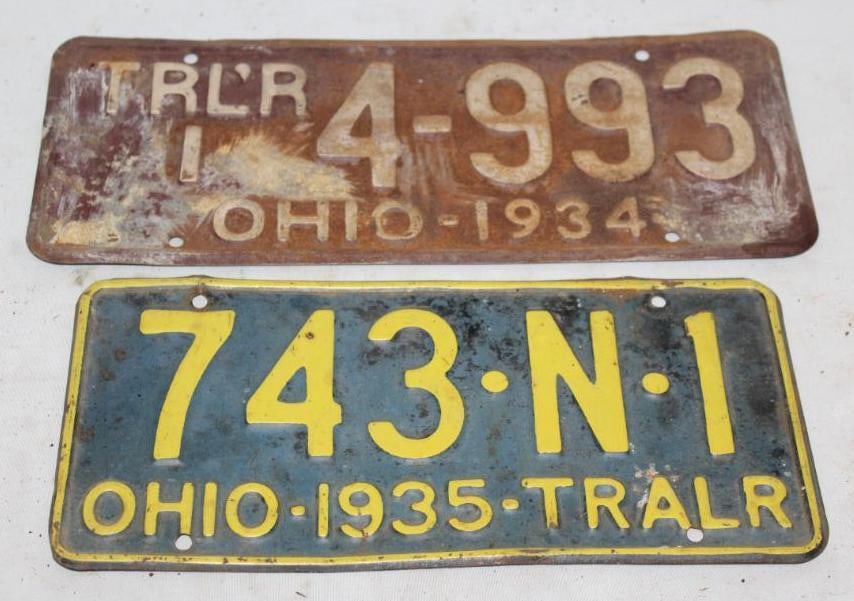 TRL'R
1 4-993
OHIO-1934
743·N·1
OHIO-1935-TRALR